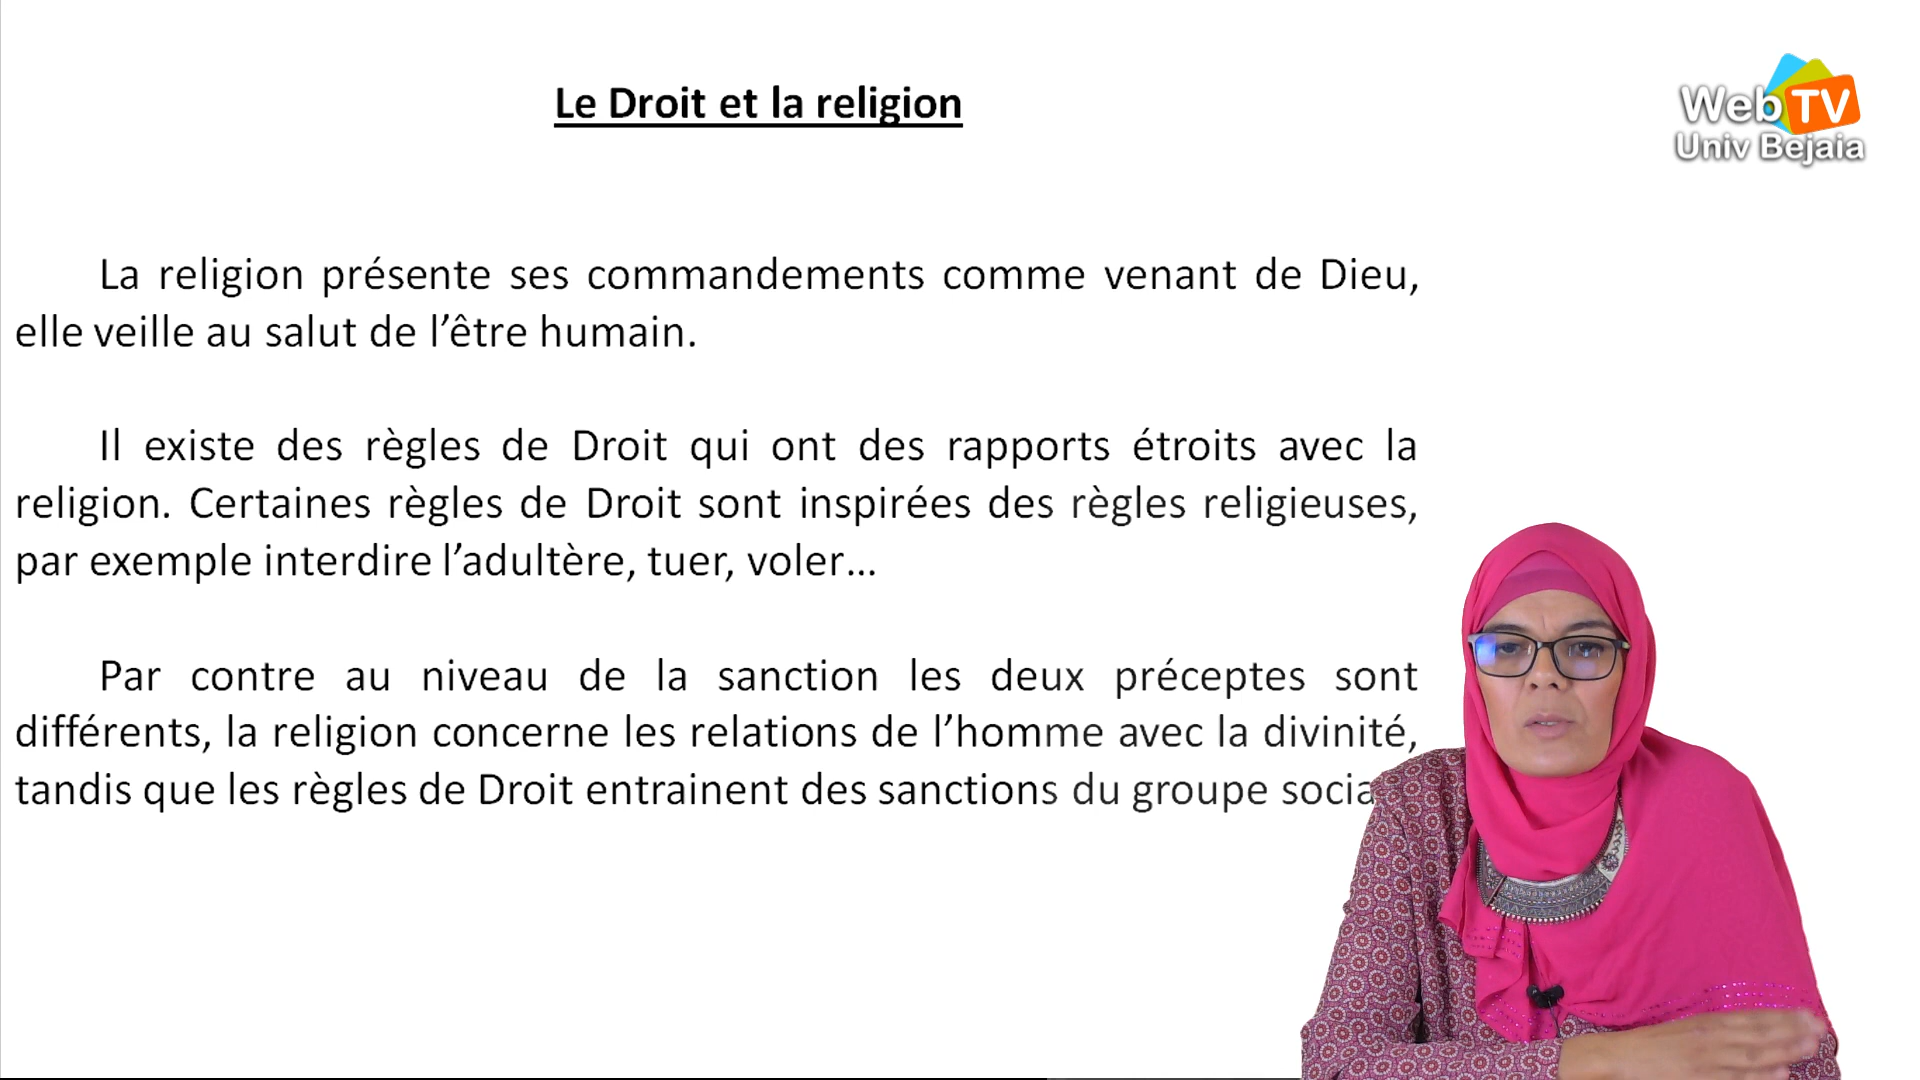 Le Droit et la religion
Web TV
Univ Bejaia
La religion présente ses commandements comme venant de Dieu,
elle veille au salut de l’être humain.
Il existe des règles de Droit qui ont des rapports étroits avec la
religion. Certaines règles de Droit sont inspirées des règles religieuses,
par exemple interdire l’adultère, tuer, voler…
Par contre au niveau de la sanction les deux préceptes sont
différents, la religion concerne les relations de l’homme avec la divinité,
tandis que les règles de Droit entrainent des sanctions du groupe socia